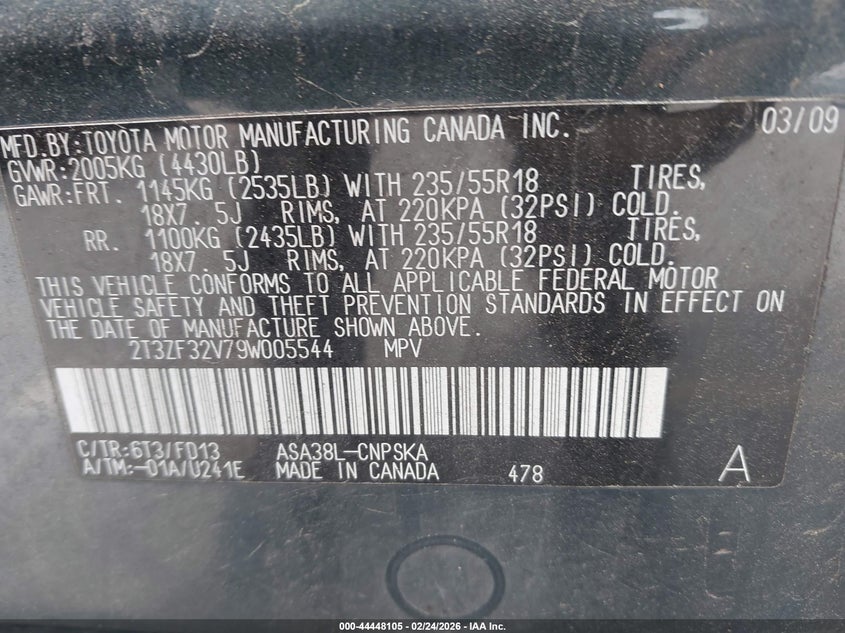 MFD.BY:TOYOTA MOTOR MANUFACTURING CANADA INC. 03/09
GVWR:2005KG (4430LB)
GAWR:FRT. 1145KG (2535LB) WITH 235/55R18 TIRES,
18X7.5J RIMS, AT 220KPA (32PSI) COLD.
RR. 1100KG (2435LB) WITH 235/55R18 TIRES,
18X7.5J RIMS, AT 220KPA (32PSI) COLD.
THIS VEHICLE CONFORMS TO ALL APPLICABLE FEDERAL MOTOR
VEHICLE SAFETY AND THEFT PREVENTION STANDARDS IN EFFECT ON
THE DATE OF MANUFACTURE SHOWN ABOVE.
2T3ZF32V79W005544 MPV
C/TR:6T3/FD13 ASA38L-CNPSKA
A/TM:-01A/U241E MADE IN CANADA 478 A
000-44448105 - 02/24/2026 - IAA Inc.